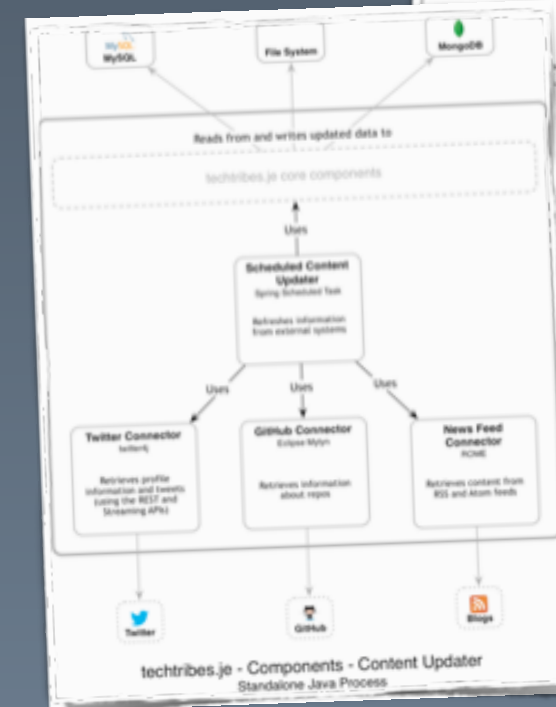 MySQL
MySQL
File System
MongoDB
Reads from and writes updated data to
techtribes.je core components
Uses
Scheduled Content
Updater
Spring Scheduled Task
Refreshes information
from external systems
Uses
Uses
Uses
Twitter Connector
twitter4j
Retrieves profile
information and tweets
(using the REST and
Streaming APIs)
GitHub Connector
Eclipse Mylyn
Retrieves information
about repos
News Feed
Connector
ROME
Retrieves content from
RSS and Atom feeds
Twitter
GitHub
Blogs
techtribes.je - Components - Content Updater
Standalone Java Process